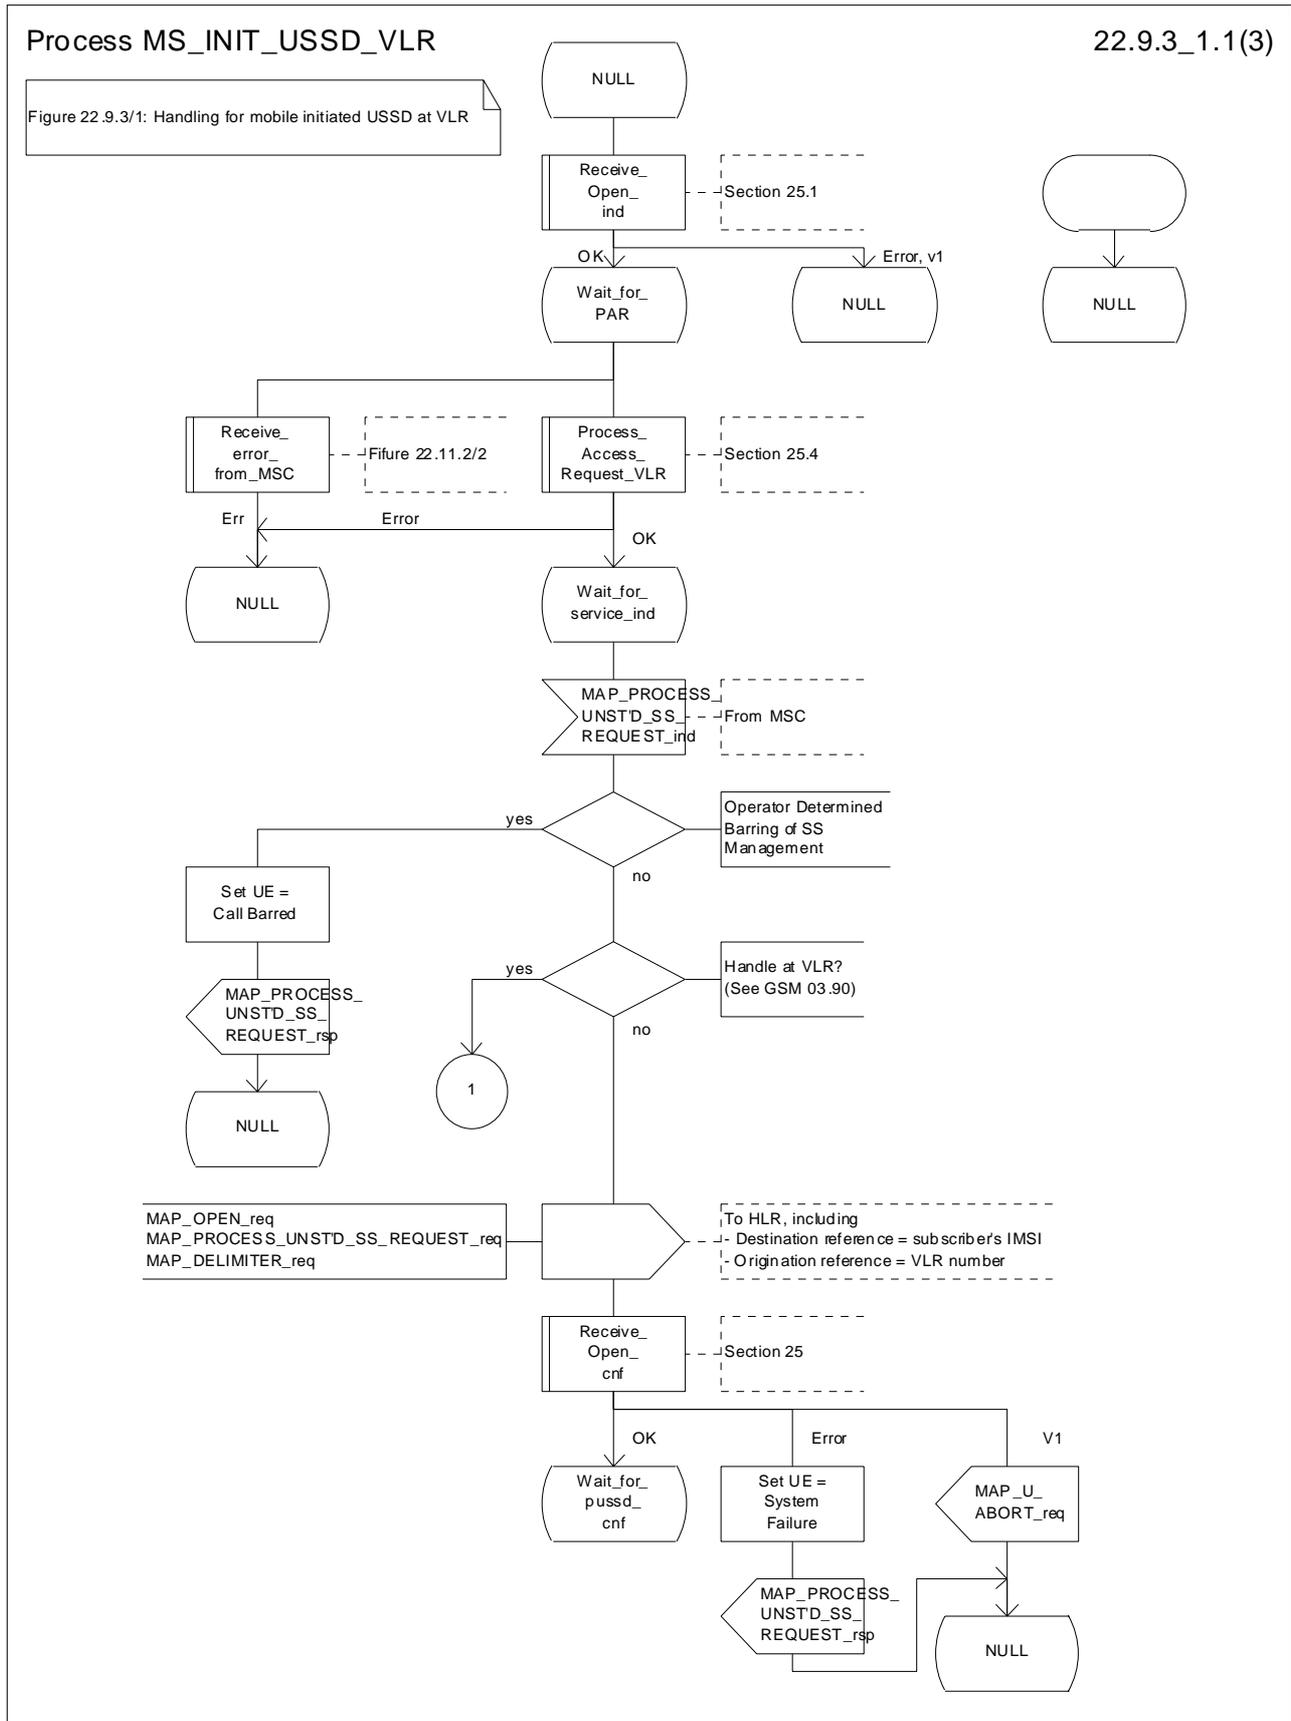 Process MS_INIT_USSD_VLR
22.9.3_1.1(3)
Figure 22.9.3/1: Handling for mobile initiated USSD at VLR
NULL
Receive_
Open_
ind
Section 25.1
OK
Error, v1
Wait_for_
PAR
NULL
NULL
Receive_
error_
from_MSC
Fifure 22.11.2/2
Process_
Access_
Request_VLR
Section 25.4
Err
Error
OK
NULL
Wait_for_
service_ind
MAP_PROCESS_
UNST'D_SS_
REQUEST_ind
From MSC
yes
Operator Determined
Barring of SS
Management
no
Set UE =
Call Barred
yes
Handle at VLR?
(See GSM 03.90)
no
MAP_PROCESS_
UNST'D_SS_
REQUEST_rsp
1
NULL
MAP_OPEN_req
MAP_PROCESS_UNST'D_SS_REQUEST_req
MAP_DELIMITER_req
To HLR, including
- Destination reference = subscriber's IMSI
- Origination reference = VLR number
Receive_
Open_
cnf
Section 25
OK
Error
V1
Wait_for_
pussd_
cnf
Set UE =
System
Failure
MAP_U_
ABORT_req
MAP_PROCESS_
UNST'D_SS_
REQUEST_rsp
NULL